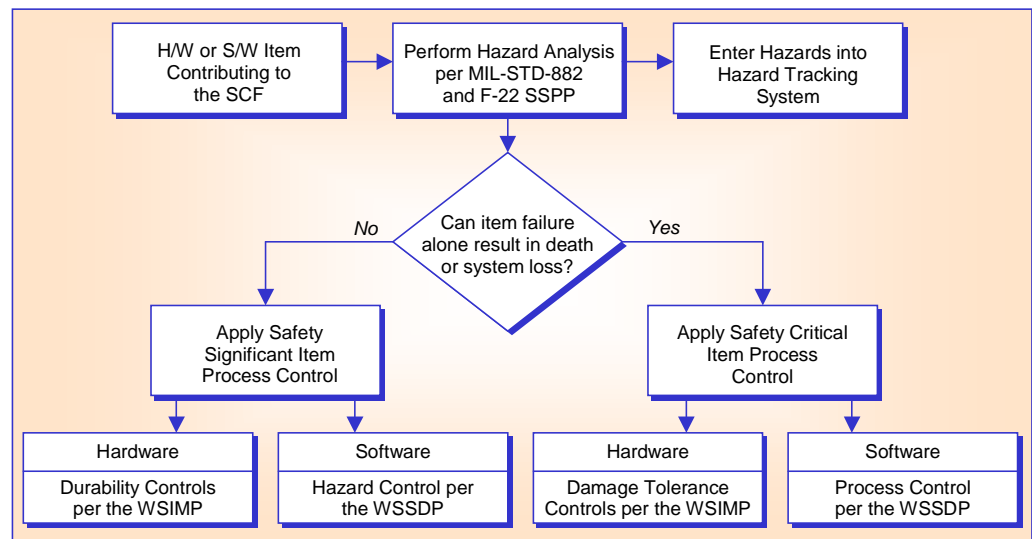 H/W or S/W Item
Contributing to
the SCF
Perform Hazard Analysis
per MIL-STD-882
and F-22 SSPP
Enter Hazards into
Hazard Tracking
System
Can item failure
alone result in death
or system loss?
No
Yes
Apply Safety
Significant Item
Process Control
Apply Safety Critical
Item Process
Control
Hardware
Durability Controls
per the WSIMP
Software
Hazard Control per
the WSSDP
Hardware
Damage Tolerance
Controls per the WSIMP
Software
Process Control
per the WSSDP